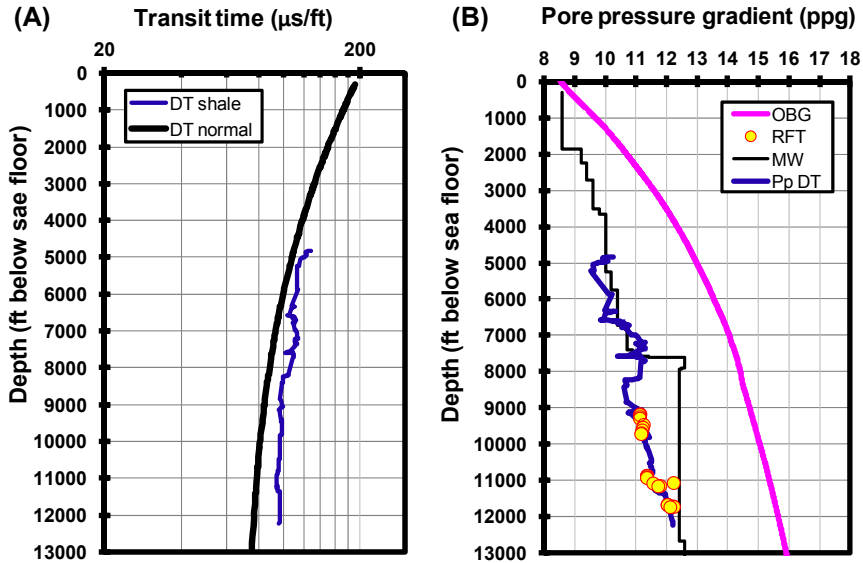 (A)
Transit time (µs/ft)
20
200
0
1000
2000
3000
4000
5000
6000
7000
8000
9000
10000
11000
12000
13000
Depth (ft below sae floor)
DT shale
DT normal
(B)
Pore pressure gradient (ppg)
8 9 10 11 12 13 14 15 16 17 18
0
1000
2000
3000
4000
5000
6000
7000
8000
9000
10000
11000
12000
13000
Depth (ft below sea floor)
OBG
RFT
MW
Pp DT